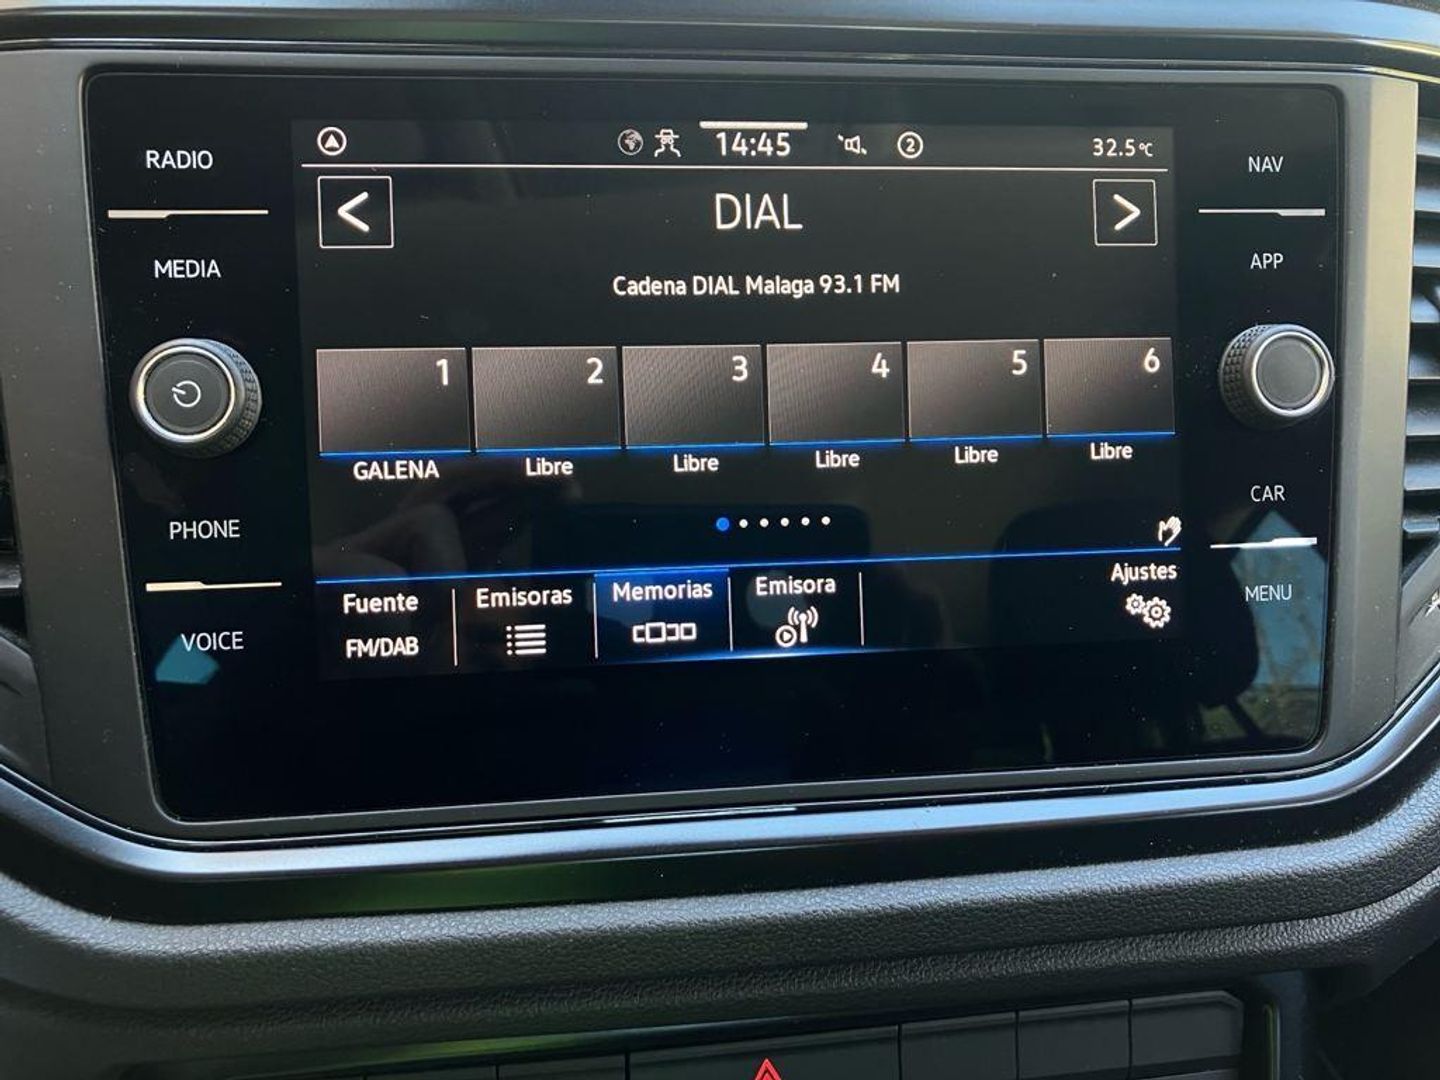 RADIO
MEDIA
PHONE
VOICE
14:45
2
32.5°C
<
DIAL
>
Cadena DIAL Malaga 93.1 FM
1 2 3 4 5 6
GALENA Libre Libre Libre Libre Libre
Fuente
FM/DAB
Emisoras
Memorias
Emisora
Ajustes
NAV
APP
CAR
MENU